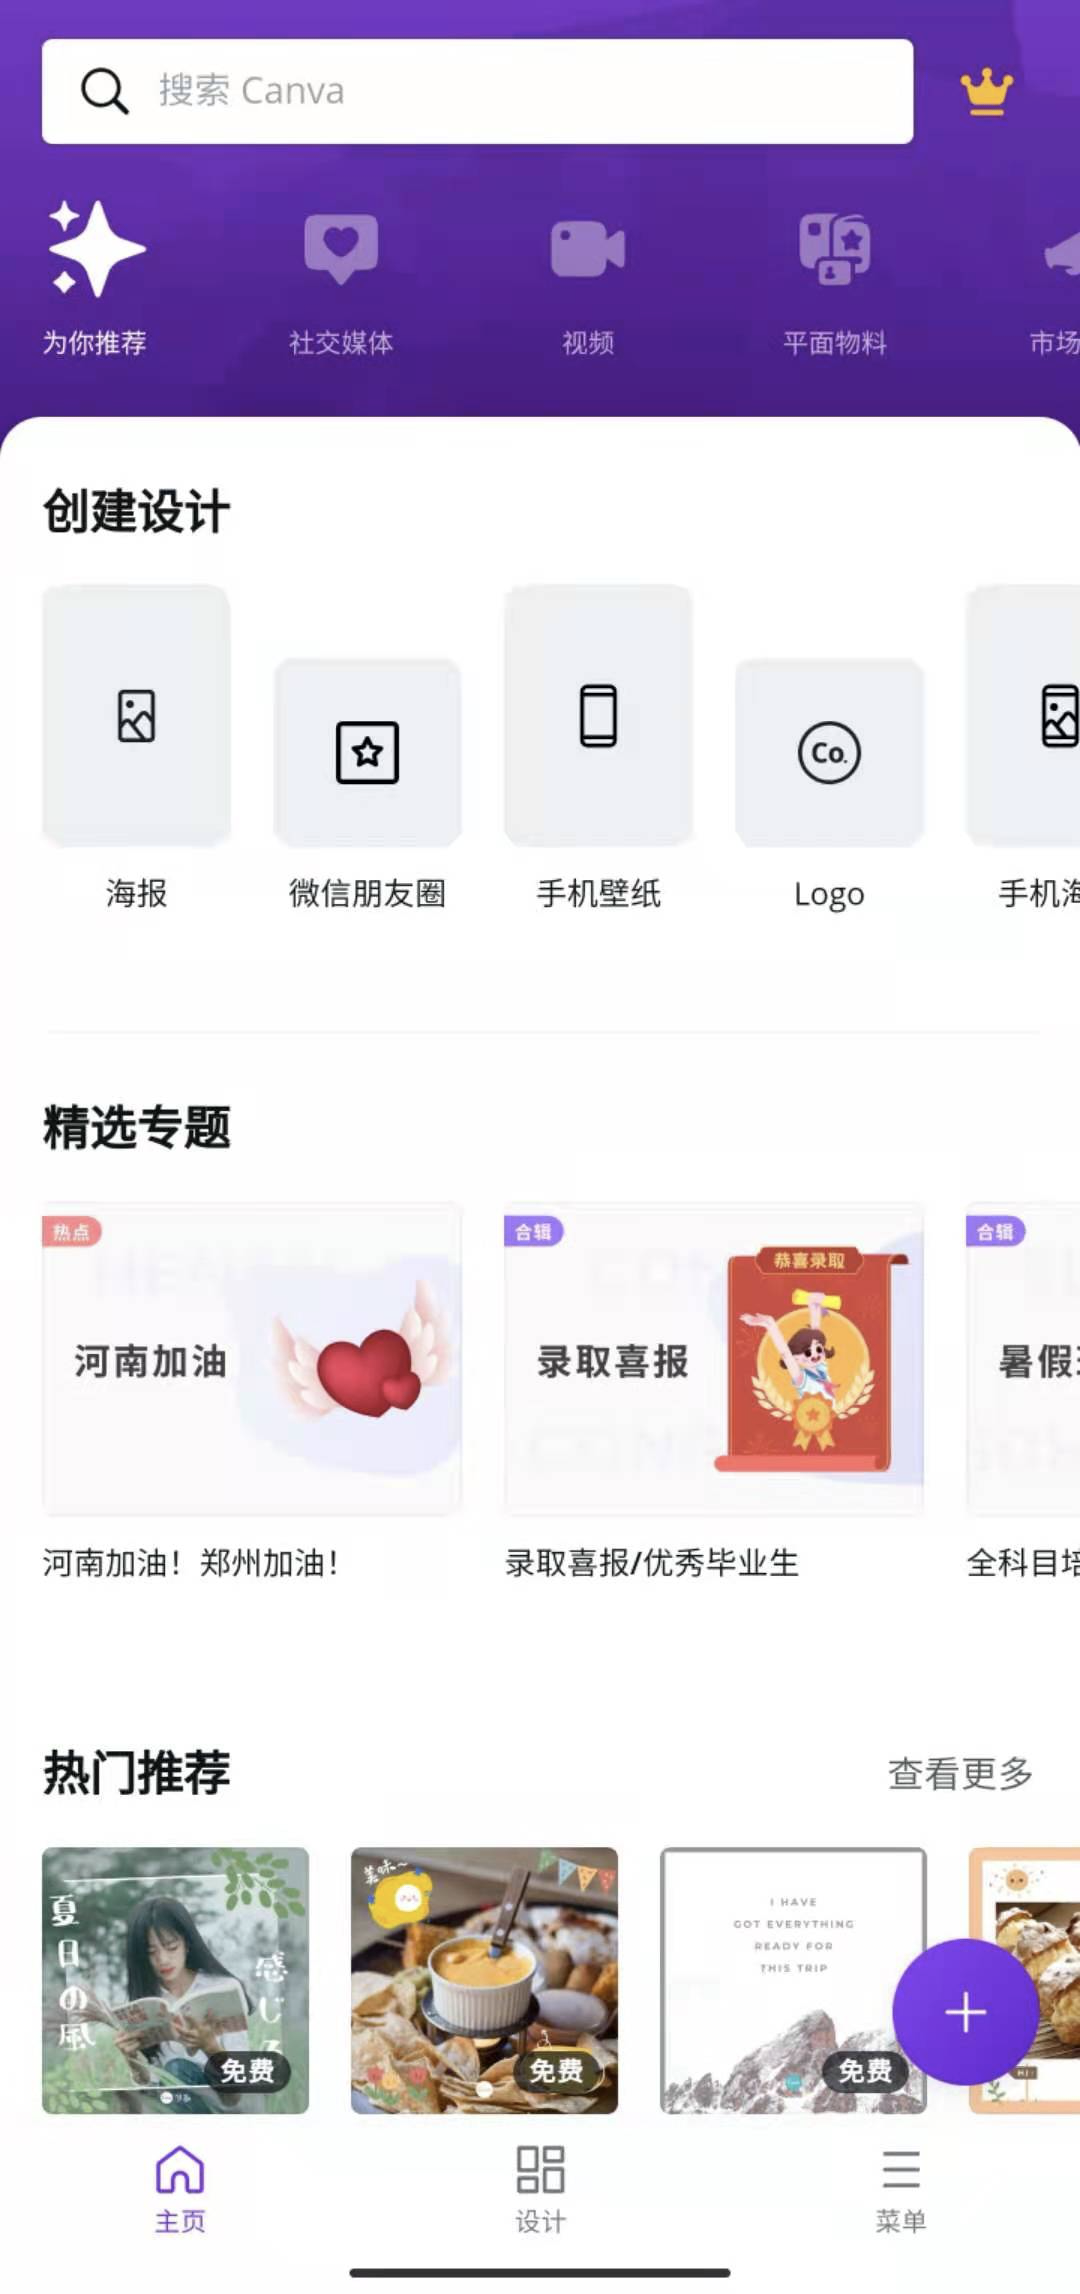 搜索 Canva
为你推荐
社交媒体
视频
平面物料
市场
创建设计
Co.
海报
微信朋友圈
手机壁纸
Logo
手机海
精选专题
热点
河南加油
合辑
恭喜录取
录取喜报
合辑
暑假
河南加油！郑州加油！
录取喜报/优秀毕业生
全科目培
热门推荐
查看更多
夏日の風
感じる
免费
美味~
免费
I HAVE
GOT EVERYTHING
READY FOR
THIS TRIP
免费
HI
主页
设计
菜单